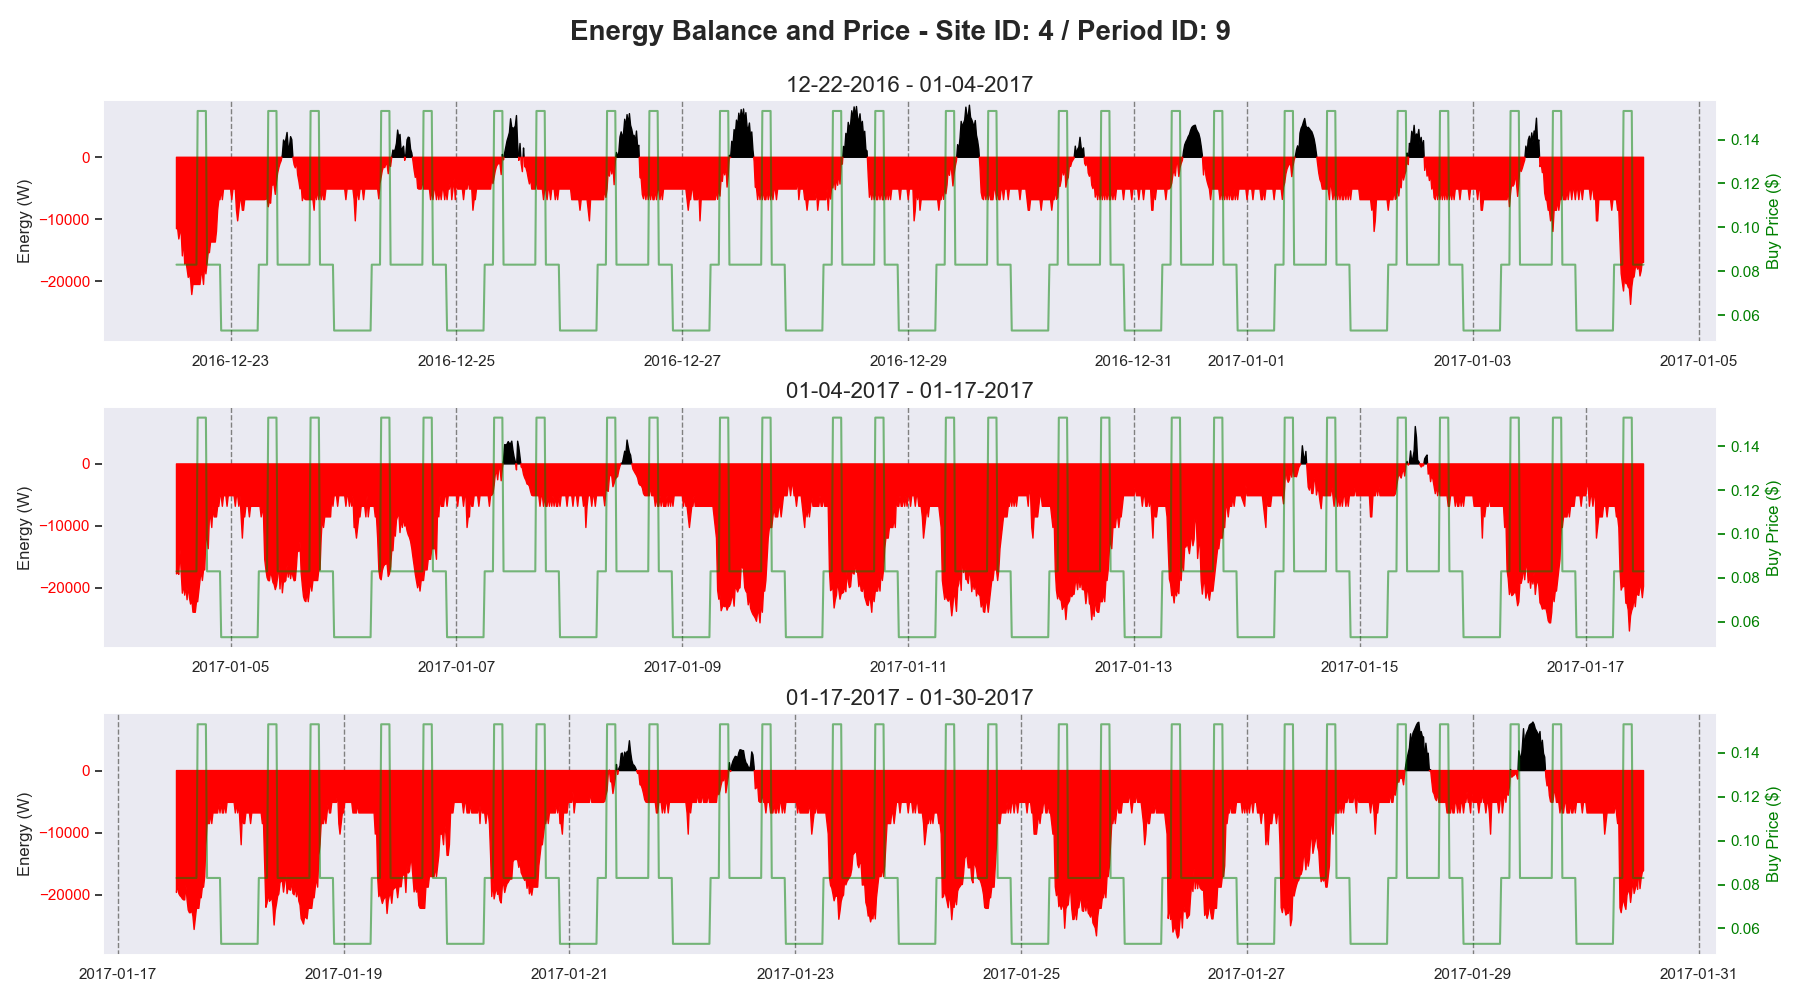 Energy Balance and Price - Site ID: 4 / Period ID: 9
12-22-2016 - 01-04-2017
Energy (W)
0
−10000
−20000
0.14
0.12
0.10
0.08
0.06
Buy Price ($)
2016-12-23 2016-12-25 2016-12-27 2016-12-29 2016-12-31 2017-01-01 2017-01-03 2017-01-05
01-04-2017 - 01-17-2017
Energy (W)
0
−10000
−20000
0.14
0.12
0.10
0.08
0.06
Buy Price ($)
2017-01-05 2017-01-07 2017-01-09 2017-01-11 2017-01-13 2017-01-15 2017-01-17
01-17-2017 - 01-30-2017
Energy (W)
0
−10000
−20000
0.14
0.12
0.10
0.08
0.06
Buy Price ($)
2017-01-17 2017-01-19 2017-01-21 2017-01-23 2017-01-25 2017-01-27 2017-01-29 2017-01-31